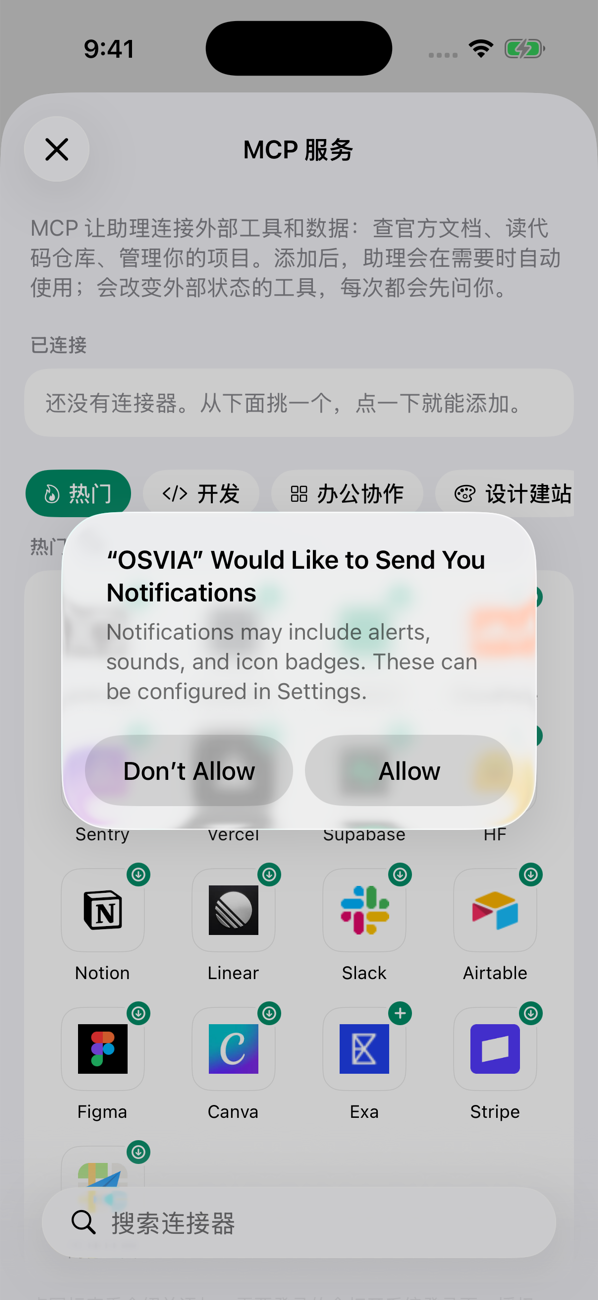 9:41
MCP 服务
MCP 让助理连接外部工具和数据：查官方文档、读代
码仓库、管理你的项目。添加后，助理会在需要时自动
使用；会改变外部状态的工具，每次都会先问你。
已连接
还没有连接器。从下面挑一个，点一下就能添加。
热门
开发
办公协作
设计建站
热门
“OSVIA” Would Like to Send You
Notifications
Notifications may include alerts,
sounds, and icon badges. These can
be configured in Settings.
Don’t Allow
Allow
Sentry
Vercel
Supabase
HF
Notion
Linear
Slack
Airtable
Figma
Canva
Exa
Stripe
搜索连接器